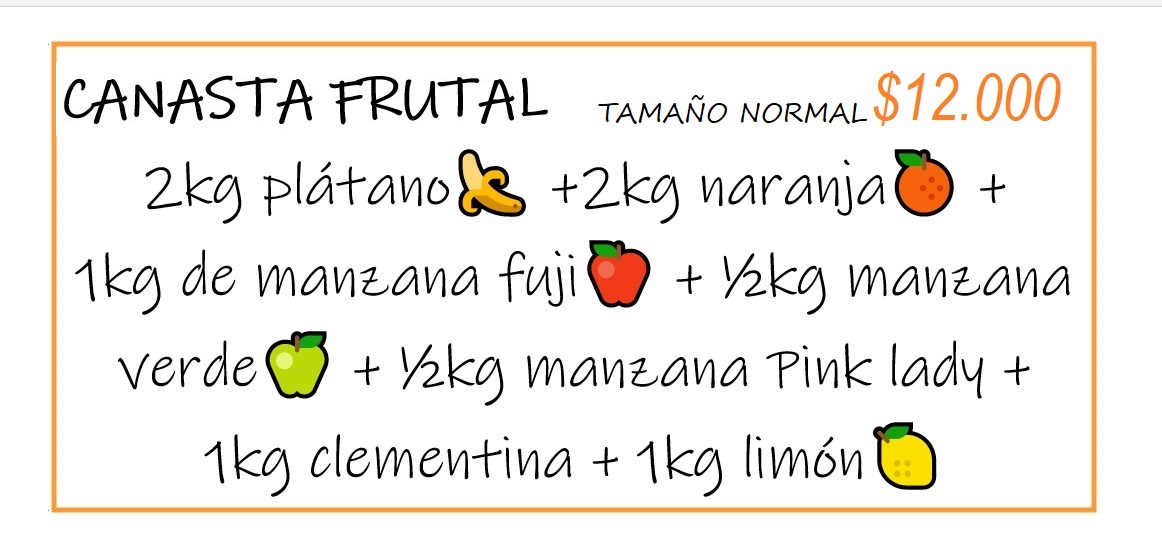 CANASTA FRUTAL TAMAÑO NORMAL $12.000
2kg plátano +2kg naranja +
1kg de manzana fuji + ½kg manzana
verde + ½kg manzana Pink lady +
1kg clementina + 1kg limón